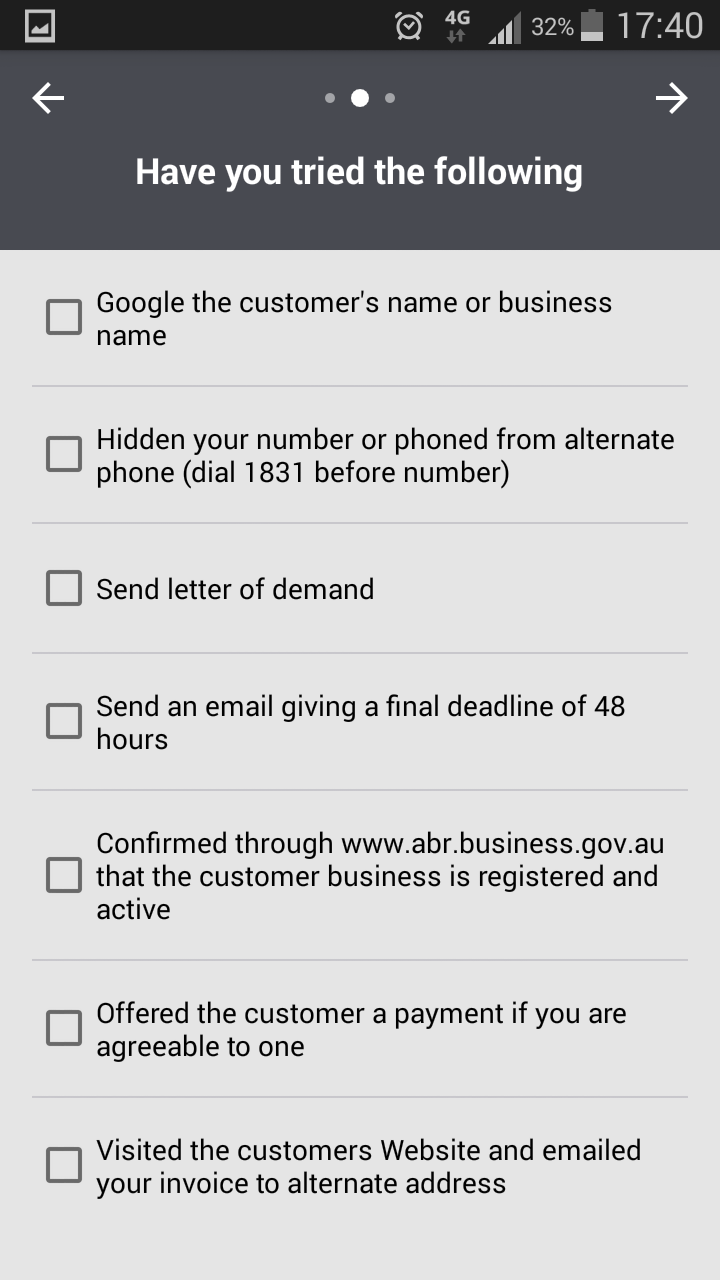 4G 32% 17:40
Have you tried the following
Google the customer's name or business
name
Hidden your number or phoned from alternate
phone (dial 1831 before number)
Send letter of demand
Send an email giving a final deadline of 48
hours
Confirmed through www.abr.business.gov.au
that the customer business is registered and
active
Offered the customer a payment if you are
agreeable to one
Visited the customers Website and emailed
your invoice to alternate address